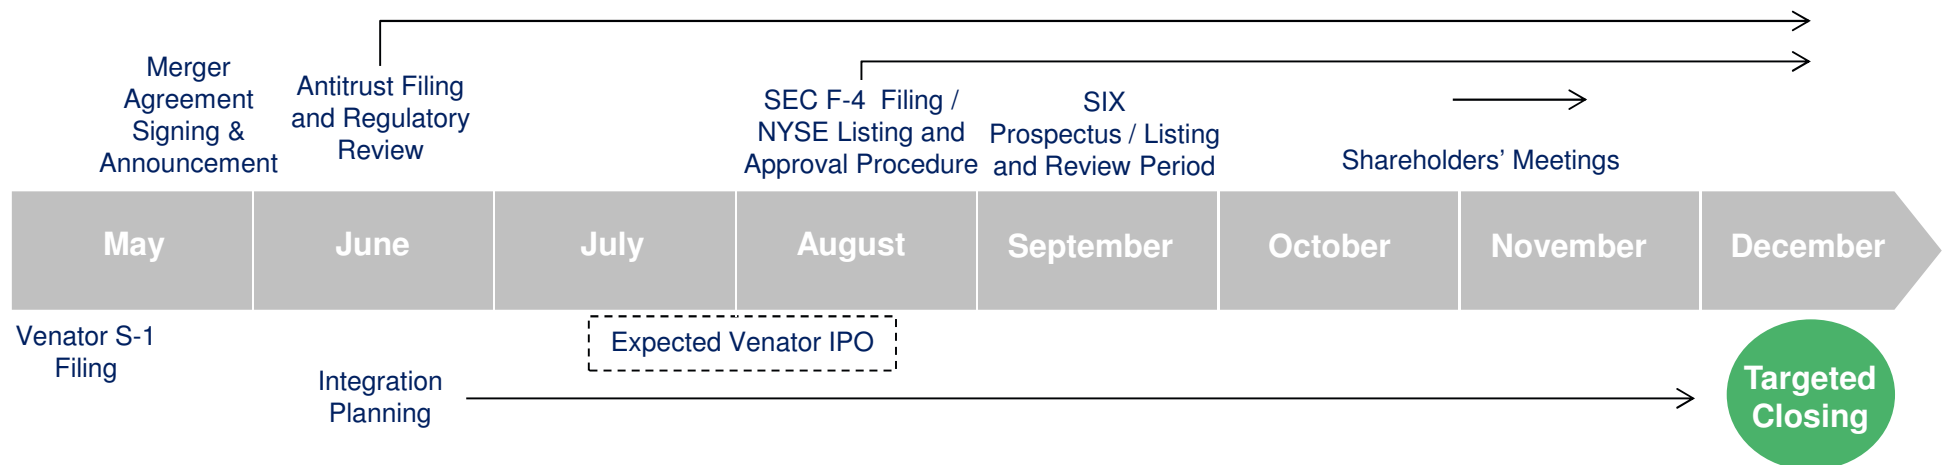 Merger
Agreement
Signing &
Announcement
Antitrust Filing
and Regulatory
Review
SEC F-4 Filing /
NYSE Listing and
Approval Procedure
SIX
Prospectus / Listing
and Review Period
Shareholders’ Meetings
May
June
July
August
September
October
November
December
Venator S-1
Filing
Expected Venator IPO
Integration
Planning
Targeted
Closing